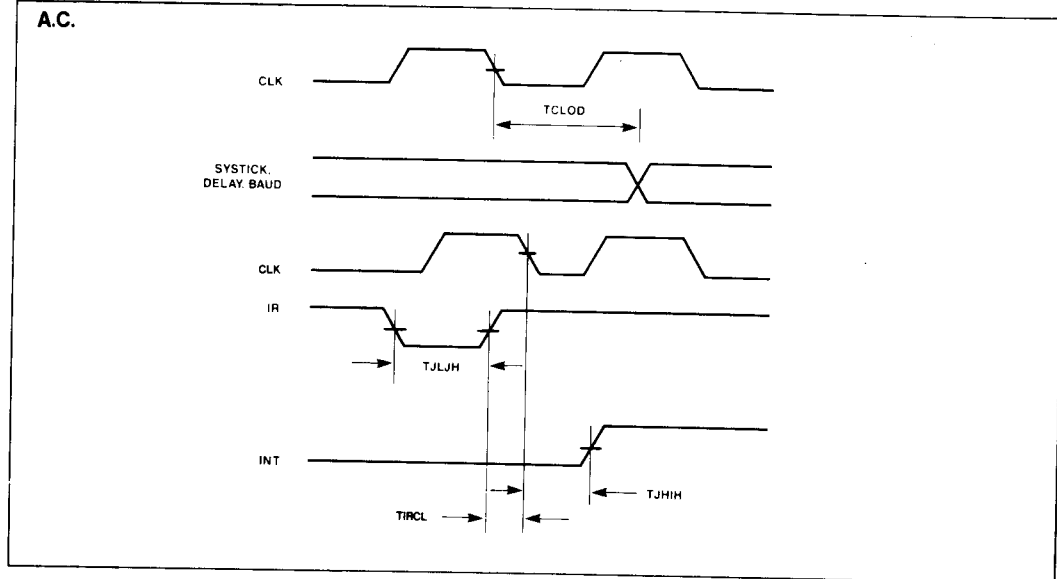 A.C.
CLK
TCLOD
SYSTICK.
DELAY. BAUD
CLK
IR
TJLJH
INT
TJHIH
TIRCL